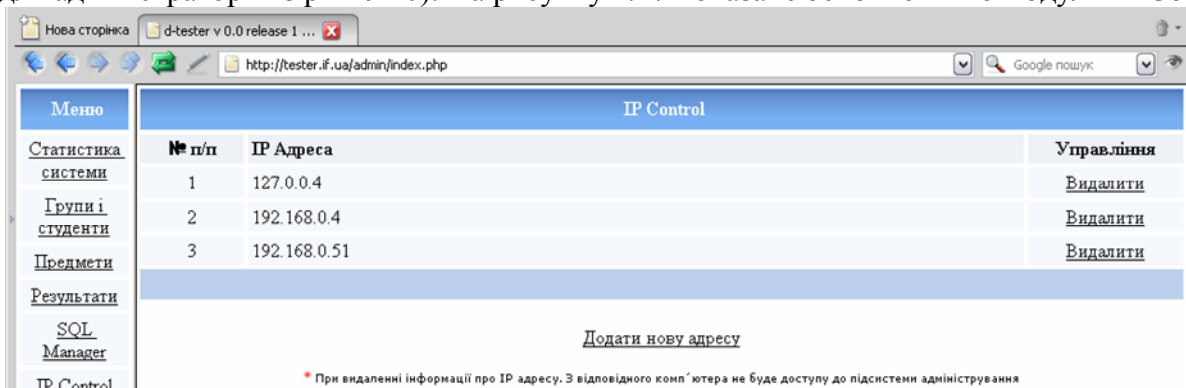 Нова сторінка
d-tester v 0.0 release 1 ...
http://tester.if.ua/admin/index.php
Google пошук
Меню
IP Control
Статистика системи
Групи і студенти
Предмети
Результати
SQL Manager
IP Control
№ п/п IP Адреса Управління
1 127.0.0.4 Видалити
2 192.168.0.4 Видалити
3 192.168.0.51 Видалити
Додати нову адресу
* При видаленні інформації про IP адресу. З відповідного комп´ютера не буде доступу до підсистеми адміністрування